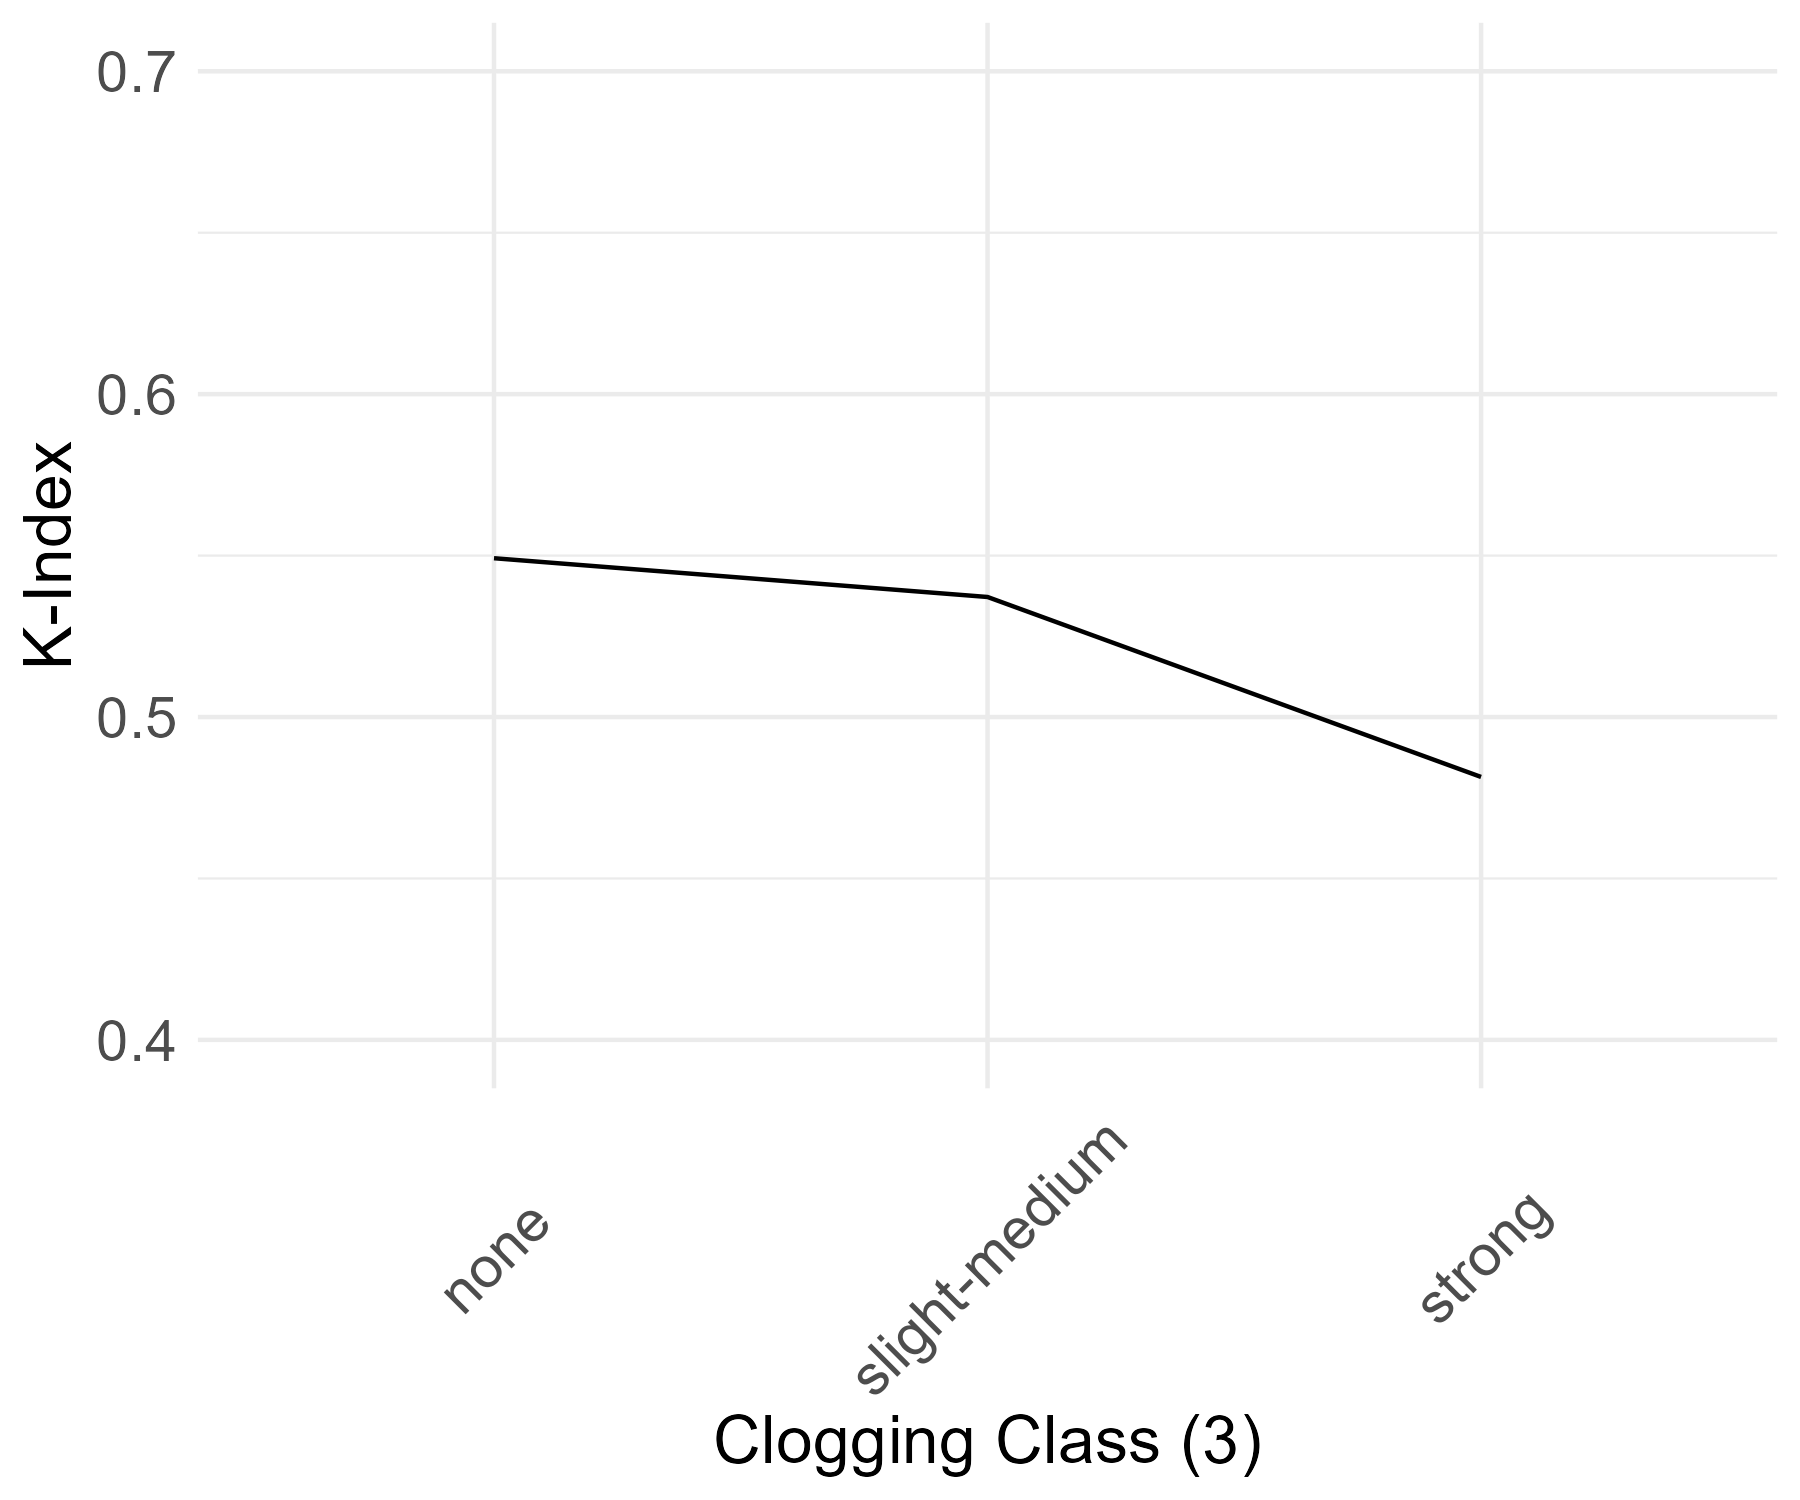 0.7
0.6
0.5
0.4
K-Index
none
slight-medium
strong
Clogging Class (3)